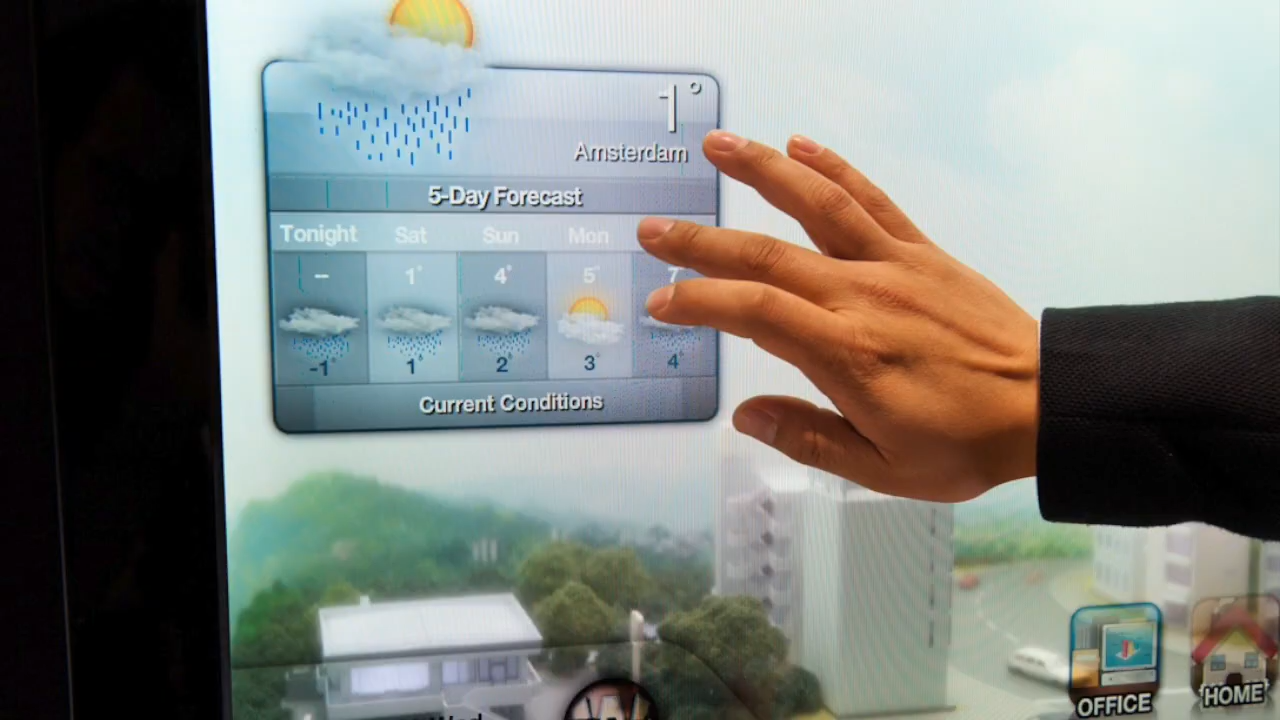 1°
Amsterdam
5-Day Forecast
Tonight Sat Sun Mon
-- 1° 4° 5° 7
-1° 1° 2° 3° 4°
Current Conditions
OFFICE
HOME